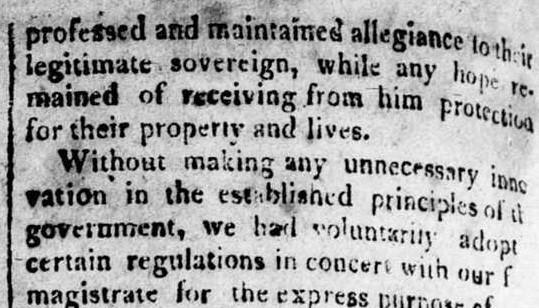 professed and maintained allegiance to their
legitimate sovereign, while any hope re-
mained of receiving from him protection
for their property and lives.
Without making any unnecessary inno
vation in the established principles of
government, we had voluntarily adopt
certain regulations in concert with our f
magistrate for the express purpose of